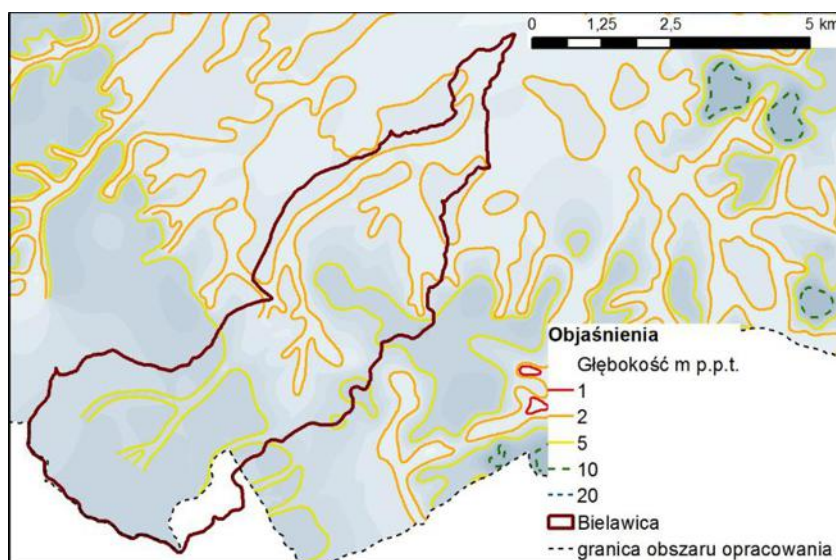 0 1,25 2,5 5 km
Objaśnienia
Głębokość m p.p.t.
1
2
5
10
20
Bielawica
granica obszaru opracowania